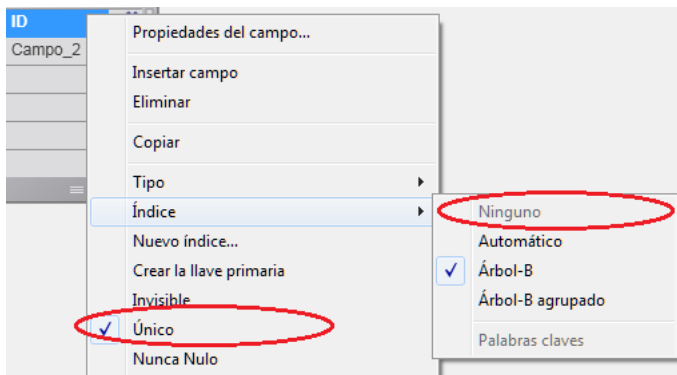 ID
Campo_2
Propiedades del campo...
Insertar campo
Eliminar
Copiar
Tipo
Índice
Nuevo índice...
Crear la llave primaria
Invisible
Único
Nunca Nulo
Ninguno
Automático
Árbol-B
Árbol-B agrupado
Palabras claves